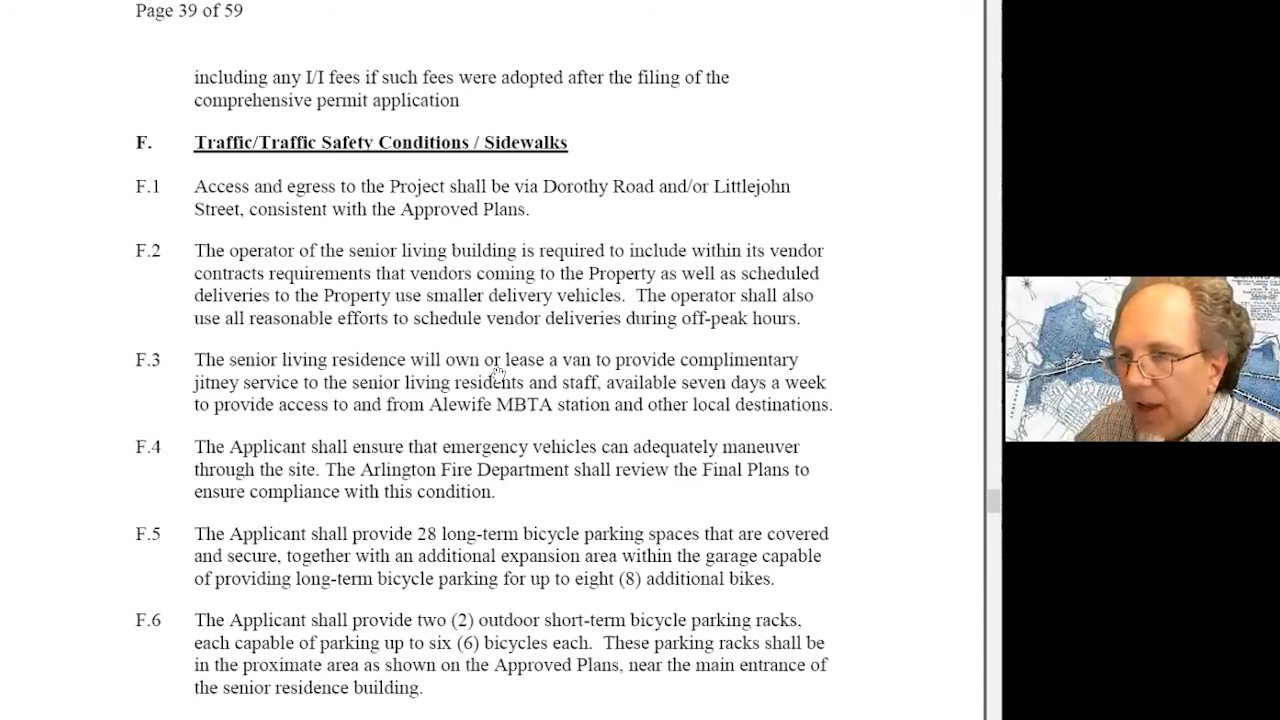 Page 39 of 59
including any I/I fees if such fees were adopted after the filing of the
comprehensive permit application
F. Traffic/Traffic Safety Conditions / Sidewalks
F.1 Access and egress to the Project shall be via Dorothy Road and/or Littlejohn
Street, consistent with the Approved Plans.
F.2 The operator of the senior living building is required to include within its vendor
contracts requirements that vendors coming to the Property as well as scheduled
deliveries to the Property use smaller delivery vehicles. The operator shall also
use all reasonable efforts to schedule vendor deliveries during off-peak hours.
F.3 The senior living residence will own or lease a van to provide complimentary
jitney service to the senior living residents and staff, available seven days a week
to provide access to and from Alewife MBTA station and other local destinations.
F.4 The Applicant shall ensure that emergency vehicles can adequately maneuver
through the site. The Arlington Fire Department shall review the Final Plans to
ensure compliance with this condition.
F.5 The Applicant shall provide 28 long-term bicycle parking spaces that are covered
and secure, together with an additional expansion area within the garage capable
of providing long-term bicycle parking for up to eight (8) additional bikes.
F.6 The Applicant shall provide two (2) outdoor short-term bicycle parking racks,
each capable of parking up to six (6) bicycles each. These parking racks shall be
in the proximate area as shown on the Approved Plans, near the main entrance of
the senior residence building.